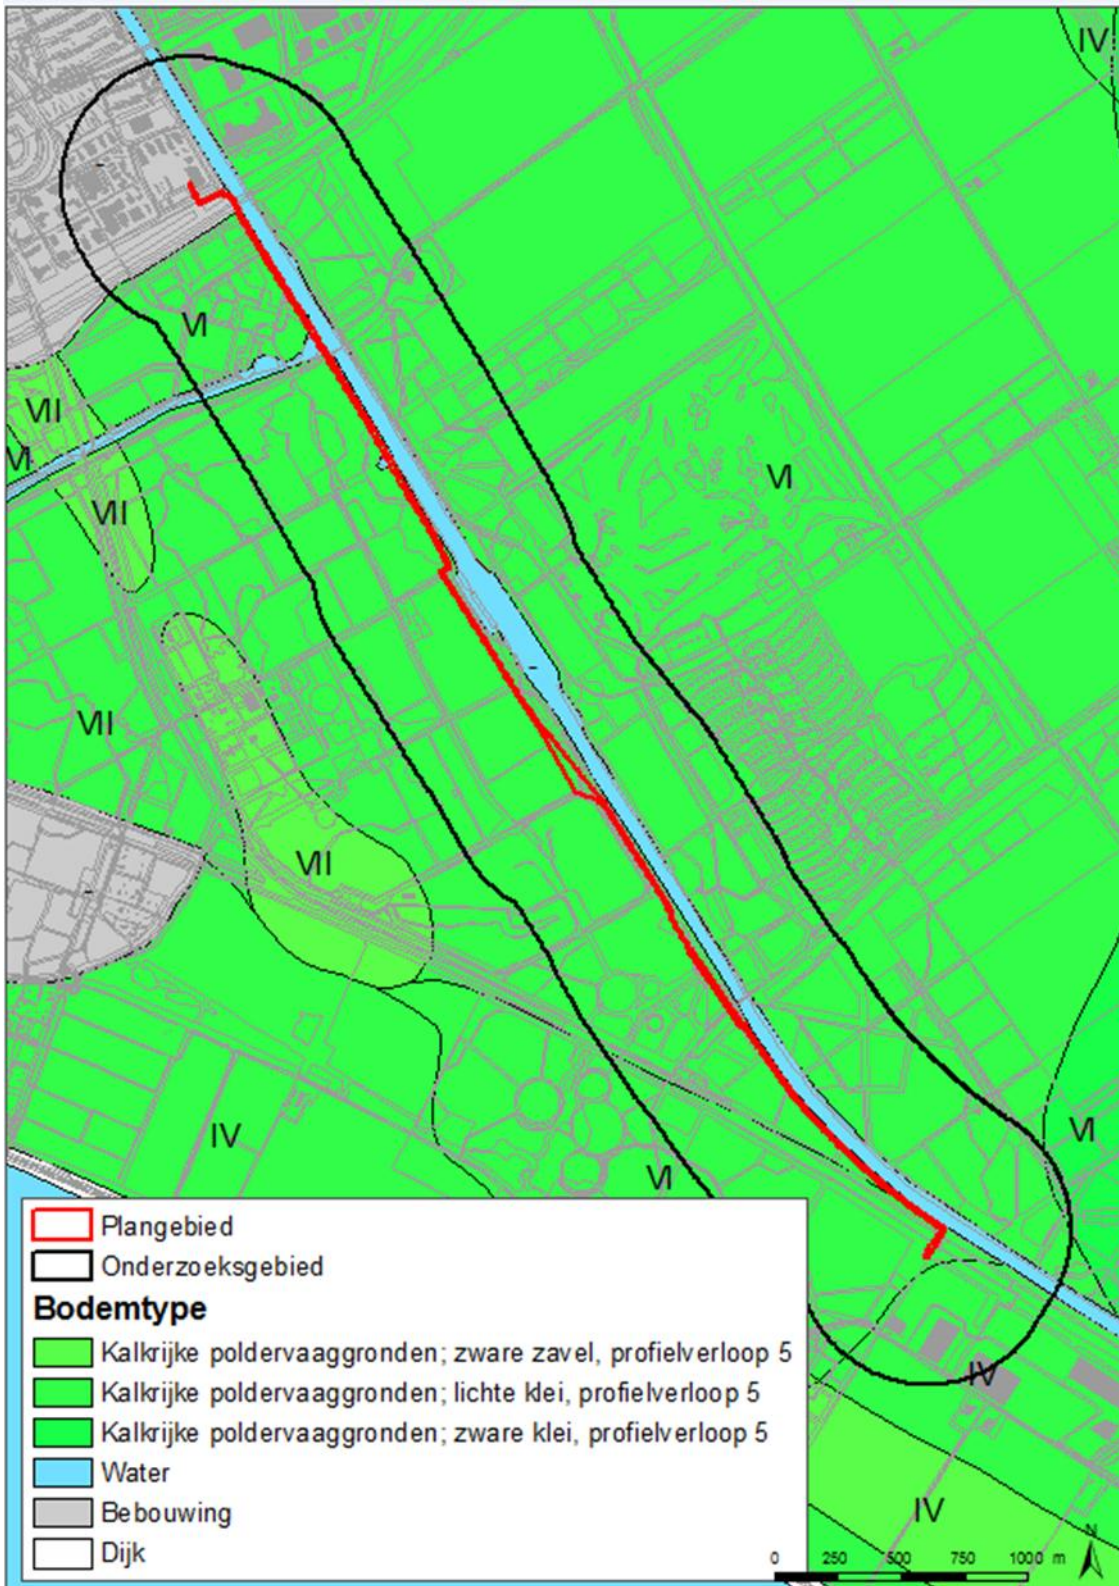 IV
VI
VII
VI
VII
VI
VII
VII
IV
VI
VI
IV
IV
Plangebied
Onderzoeksgebied
Bodemtype
Kalkrijke poldervaaggronden; zware zavel, profielverloop 5
Kalkrijke poldervaaggronden; lichte klei, profielverloop 5
Kalkrijke poldervaaggronden; zware klei, profielverloop 5
Water
Bebouwing
Dijk
N
0 250 500 750 1000 m